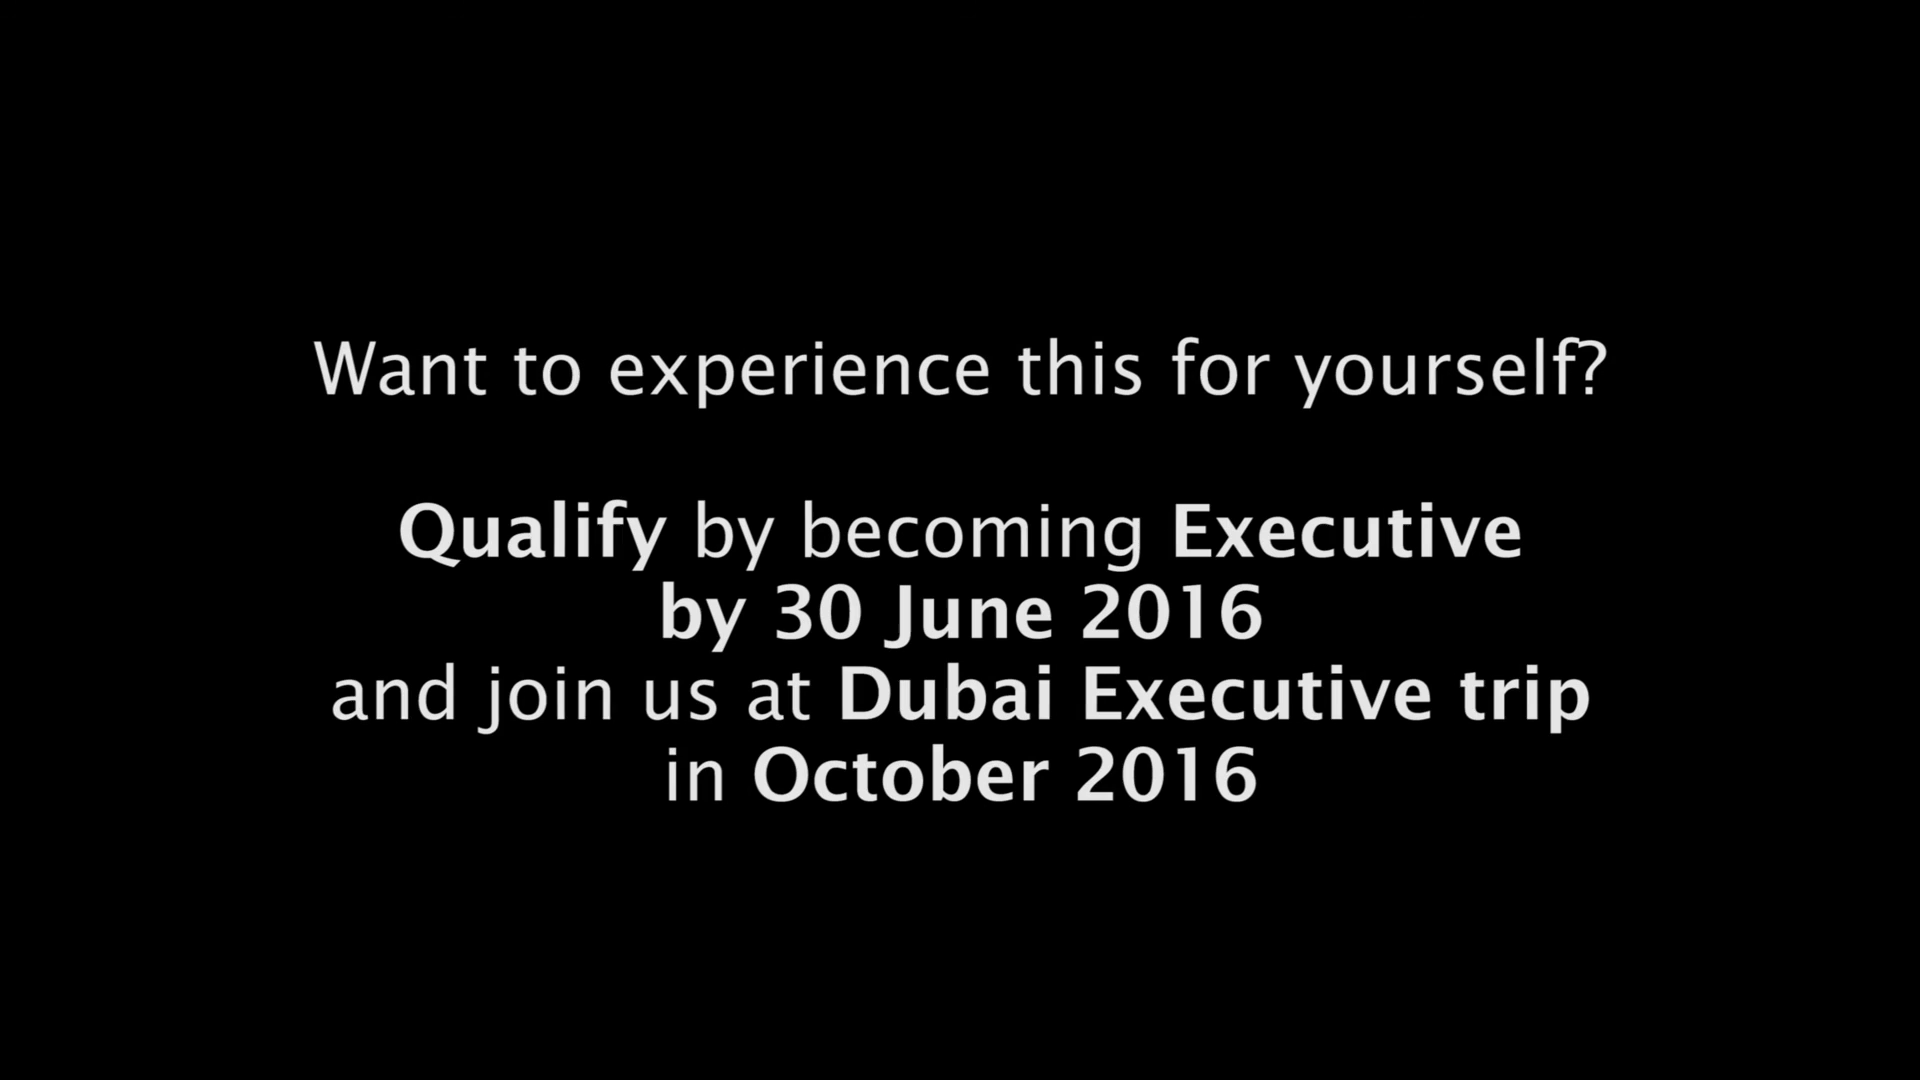 Want to experience this for yourself?
Qualify by becoming Executive
by 30 June 2016
and join us at Dubai Executive trip
in October 2016